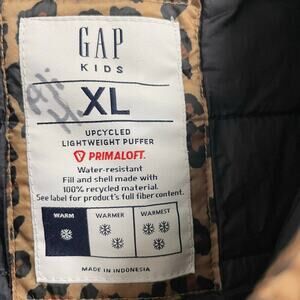 GAP
KIDS
XL
UPCYCLED
LIGHTWEIGHT PUFFER
PRIMALOFT.
Water-resistant
Fill and shell made with
100% recycled material.
See label for product's full fiber content.
WARM
WARMER
WARMEST
MADE IN INDONESIA